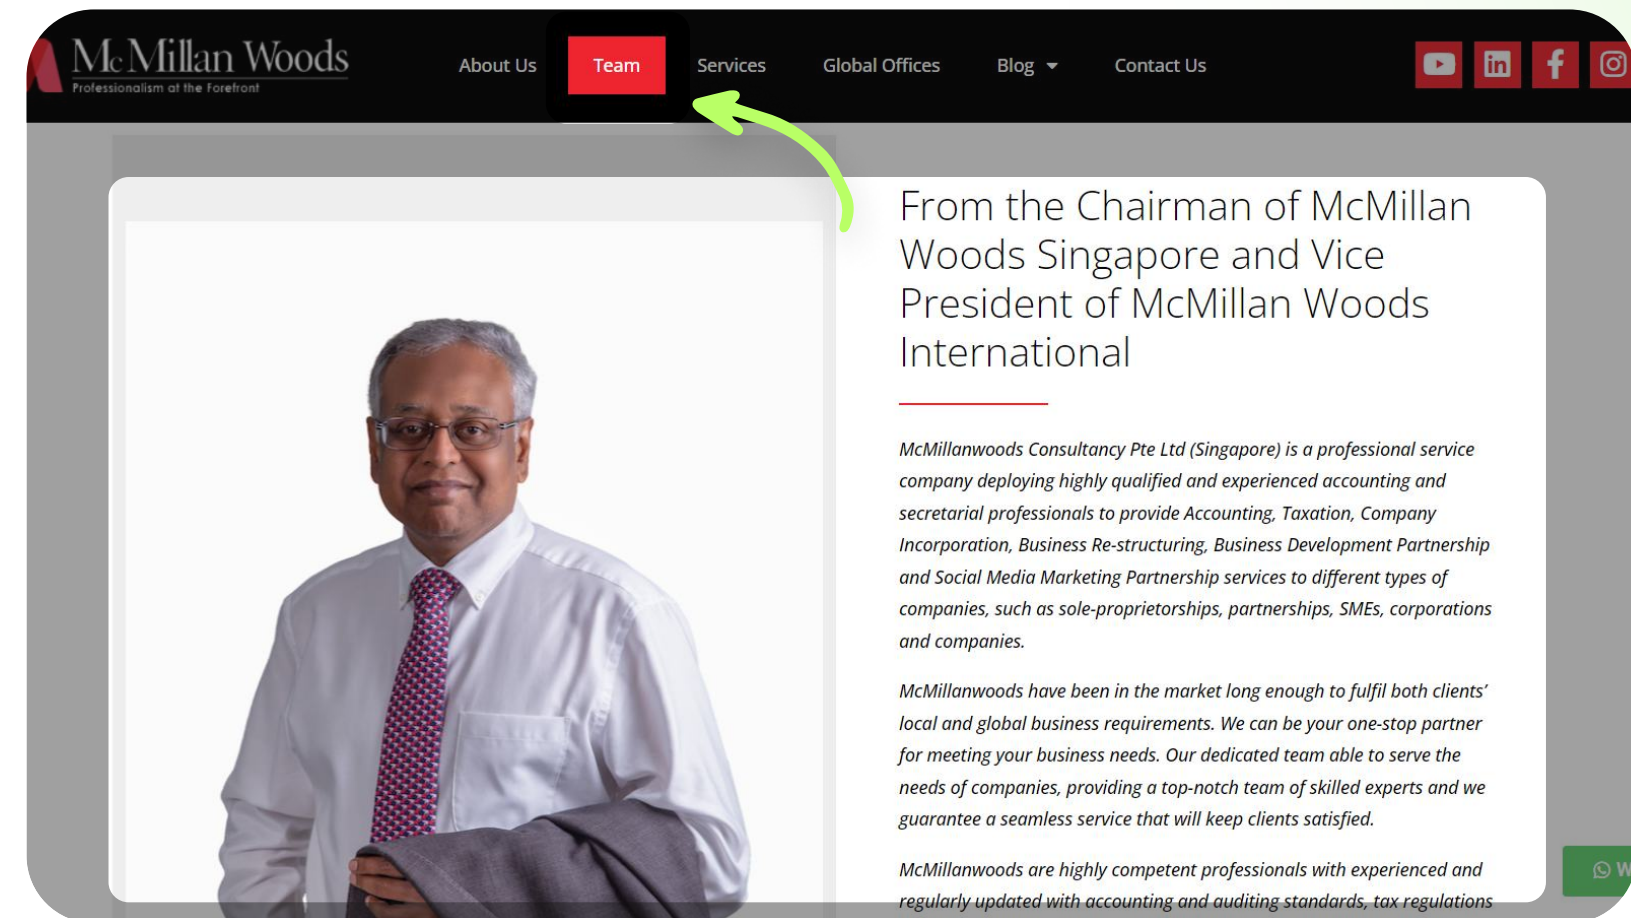 McMillan Woods
Professionalism at the Forefront
About Us
Team
Services
Global Offices
Blog
Contact Us
From the Chairman of McMillan
Woods Singapore and Vice
President of McMillan Woods
International
McMillanwoods Consultancy Pte Ltd (Singapore) is a professional service
company deploying highly qualified and experienced accounting and
secretarial professionals to provide Accounting, Taxation, Company
Incorporation, Business Re-structuring, Business Development Partnership
and Social Media Marketing Partnership services to different types of
companies, such as sole-proprietorships, partnerships, SMEs, corporations
and companies.
McMillanwoods have been in the market long enough to fulfil both clients’
local and global business requirements. We can be your one-stop partner
for meeting your business needs. Our dedicated team able to serve the
needs of companies, providing a top-notch team of skilled experts and we
guarantee a seamless service that will keep clients satisfied.
McMillanwoods are highly competent professionals with experienced and
regularly updated with accounting and auditing standards, tax regulations